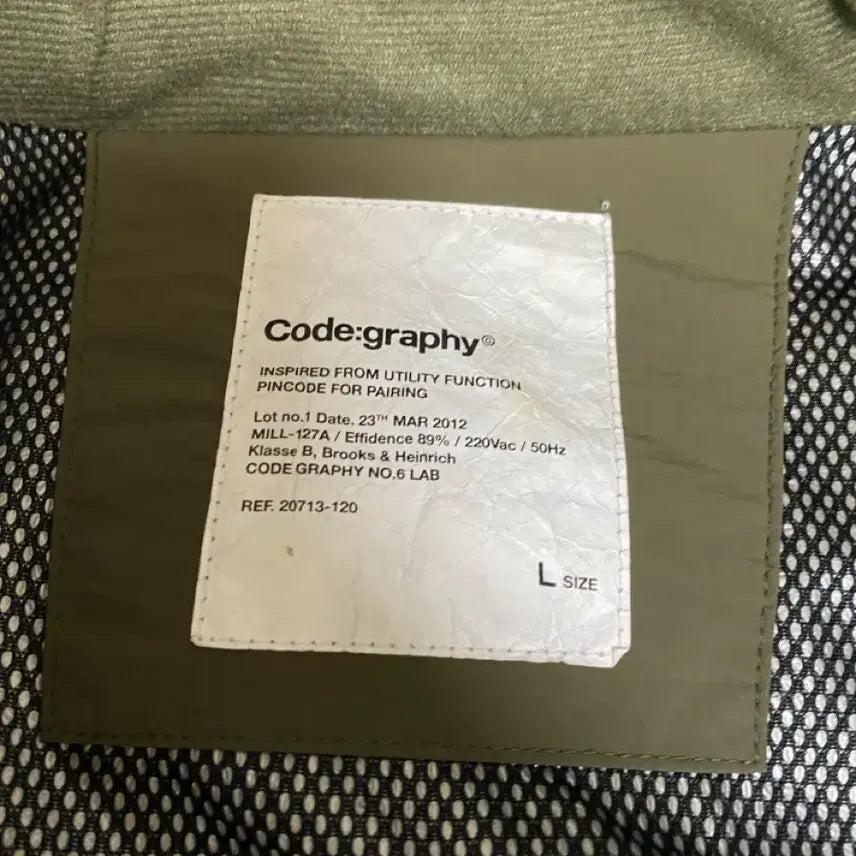 Code:graphy©
INSPIRED FROM UTILITY FUNCTION
PINCODE FOR PAIRING
Lot no.1 Date. 23TH MAR 2012
MILL-127A / Effidence 89% / 220Vac / 50Hz
Klasse B, Brooks & Heinrich
CODE GRAPHY NO.6 LAB
REF. 20713-120
L SIZE